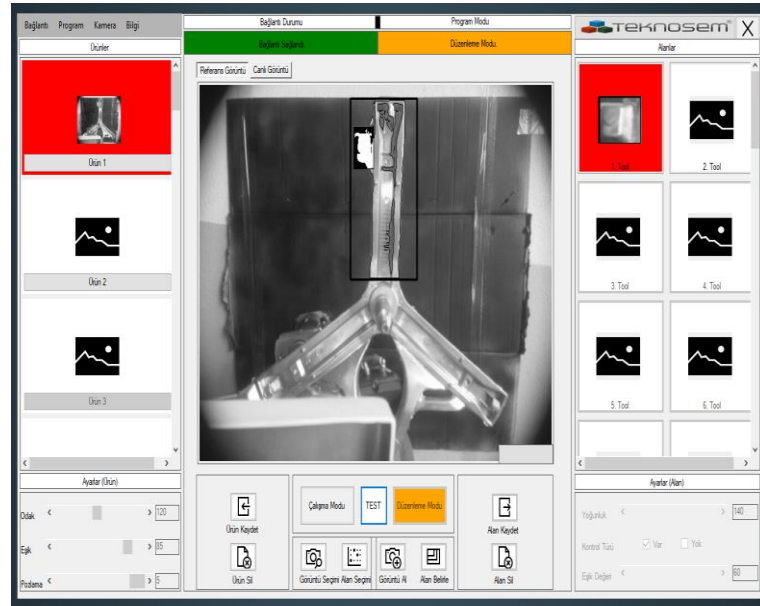 Bağlantı Program Kamera Bilgi
Ürünler
Bağlantı Durumu
Program Modu
Bağlantı Sağlandı
Düzenleme Modu.
TEKNOSEM
X
Alanlar
Referans Görüntü
Canlı Görüntü
Ürün 1
Ürün 2
Ürün 3
1. Tool
2. Tool
3. Tool
4. Tool
5. Tool
6. Tool
Ayarlar (Ürün)
Odak
120
Eşik
85
Pozlama
5
Ürün Kaydet
Ürün Sil
Çalışma Modu
TEST
Düzenleme Modu
Görüntü Seçimi
Alan Seçimi
Görüntü Al
Alan Belirle
Alan Kaydet
Alan Sil
Ayarlar (Alan)
Yoğunluk
140
Kontrol Türü
Var
Yok
Eşik Değeri
60